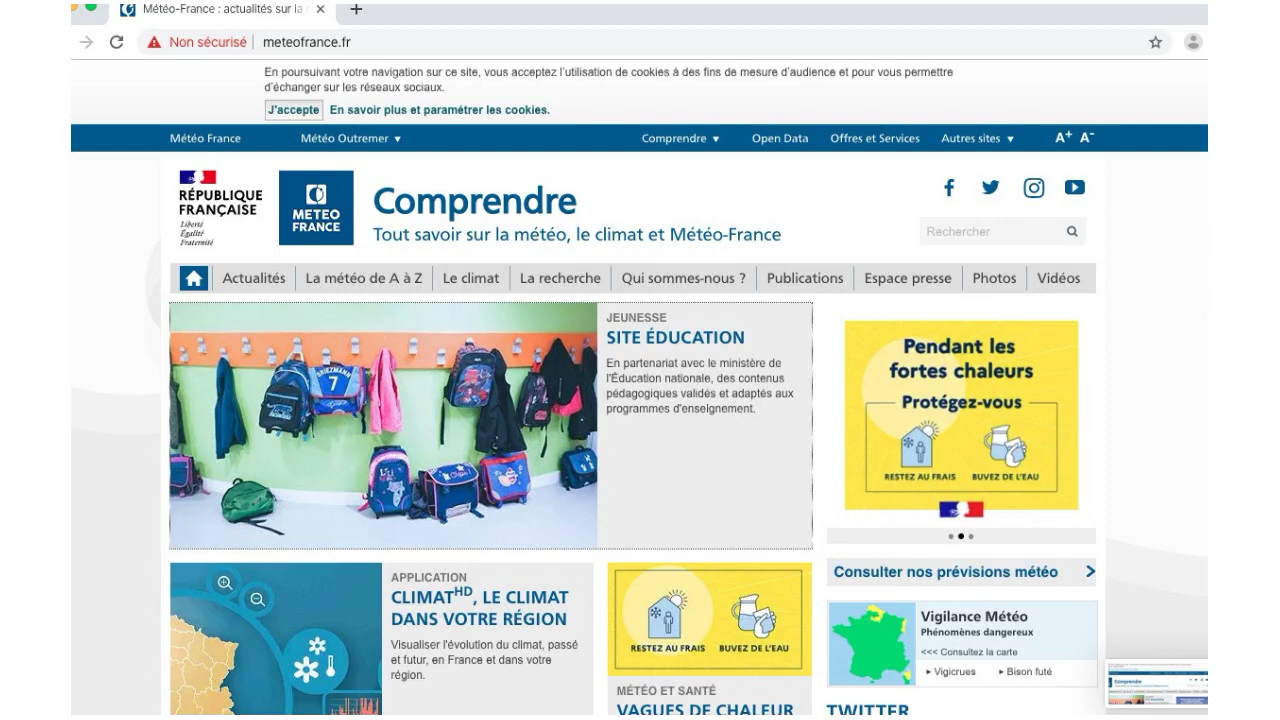 Météo-France : actualités sur la
Non sécurisé meteofrance.fr
En poursuivant votre navigation sur ce site, vous acceptez l'utilisation de cookies à des fins de mesure d'audience et pour vous permettre
d'échanger sur les réseaux sociaux.
J'accepte En savoir plus et paramétrer les cookies.
Météo France Météo Outremer Comprendre Open Data Offres et Services Autres sites A+ A-
RÉPUBLIQUE
FRANÇAISE
Liberté
Égalité
Fraternité
METEO
FRANCE
Comprendre
Tout savoir sur la météo, le climat et Météo-France
Rechercher
Actualités La météo de A à Z Le climat La recherche Qui sommes-nous ? Publications Espace presse Photos Vidéos
GRIEZMANN
7
JEUNESSE
SITE ÉDUCATION
En partenariat avec le ministère de
l'Éducation nationale, des contenus
pédagogiques validés et adaptés aux
programmes d'enseignement.
Pendant les
fortes chaleurs
Protégez-vous
RESTEZ AU FRAIS BUVEZ DE L'EAU
Consulter nos prévisions météo
APPLICATION
CLIMATHD, LE CLIMAT
DANS VOTRE RÉGION
Visualiser l'évolution du climat, passé
et futur, en France et dans votre
région.
RESTEZ AU FRAIS BUVEZ DE L'EAU
MÉTÉO ET SANTÉ
VAGUES DE CHALEUR
Vigilance Météo
Phénomènes dangereux
<<< Consultez la carte
Vigicrues Bison futé
TWITTER
Comprendre